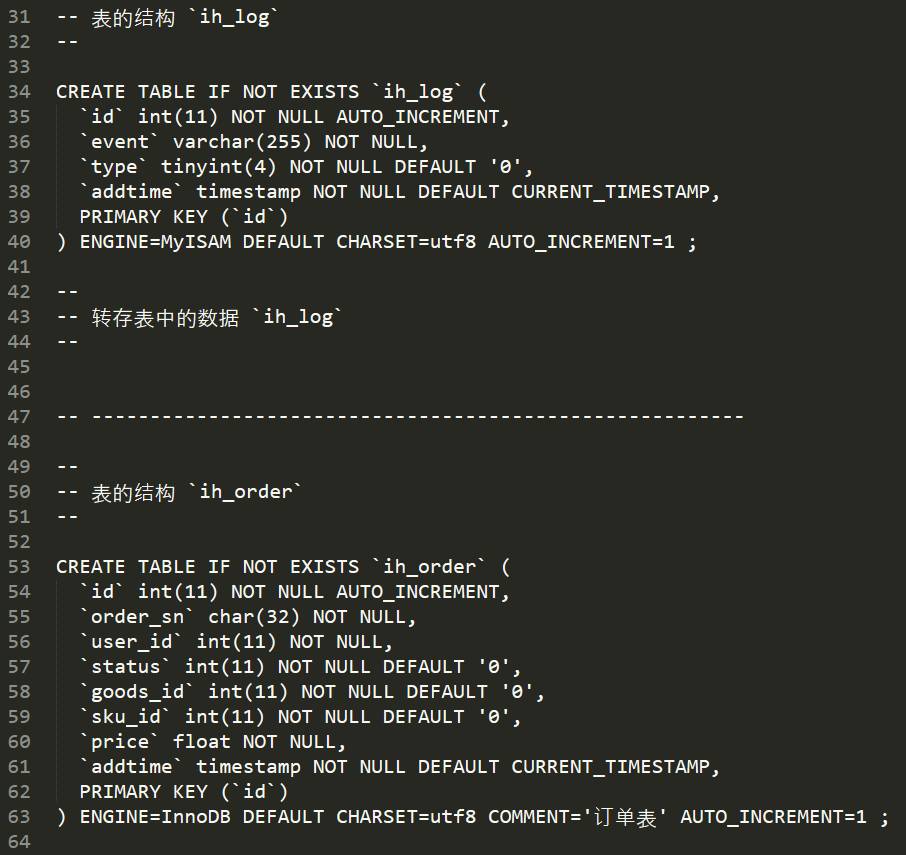 31 -- 表的结构 `ih_log`
32 --
33
34 CREATE TABLE IF NOT EXISTS `ih_log` (
35   `id` int(11) NOT NULL AUTO_INCREMENT,
36   `event` varchar(255) NOT NULL,
37   `type` tinyint(4) NOT NULL DEFAULT '0',
38   `addtime` timestamp NOT NULL DEFAULT CURRENT_TIMESTAMP,
39   PRIMARY KEY (`id`)
40 ) ENGINE=MyISAM DEFAULT CHARSET=utf8 AUTO_INCREMENT=1 ;
41
42 --
43 -- 转存表中的数据 `ih_log`
44 --
45
46
47 -- --------------------------------------------------------
48
49 --
50 -- 表的结构 `ih_order`
51 --
52
53 CREATE TABLE IF NOT EXISTS `ih_order` (
54   `id` int(11) NOT NULL AUTO_INCREMENT,
55   `order_sn` char(32) NOT NULL,
56   `user_id` int(11) NOT NULL,
57   `status` int(11) NOT NULL DEFAULT '0',
58   `goods_id` int(11) NOT NULL DEFAULT '0',
59   `sku_id` int(11) NOT NULL DEFAULT '0',
60   `price` float NOT NULL,
61   `addtime` timestamp NOT NULL DEFAULT CURRENT_TIMESTAMP,
62   PRIMARY KEY (`id`)
63 ) ENGINE=InnoDB DEFAULT CHARSET=utf8 COMMENT='订单表' AUTO_INCREMENT=1 ;
64